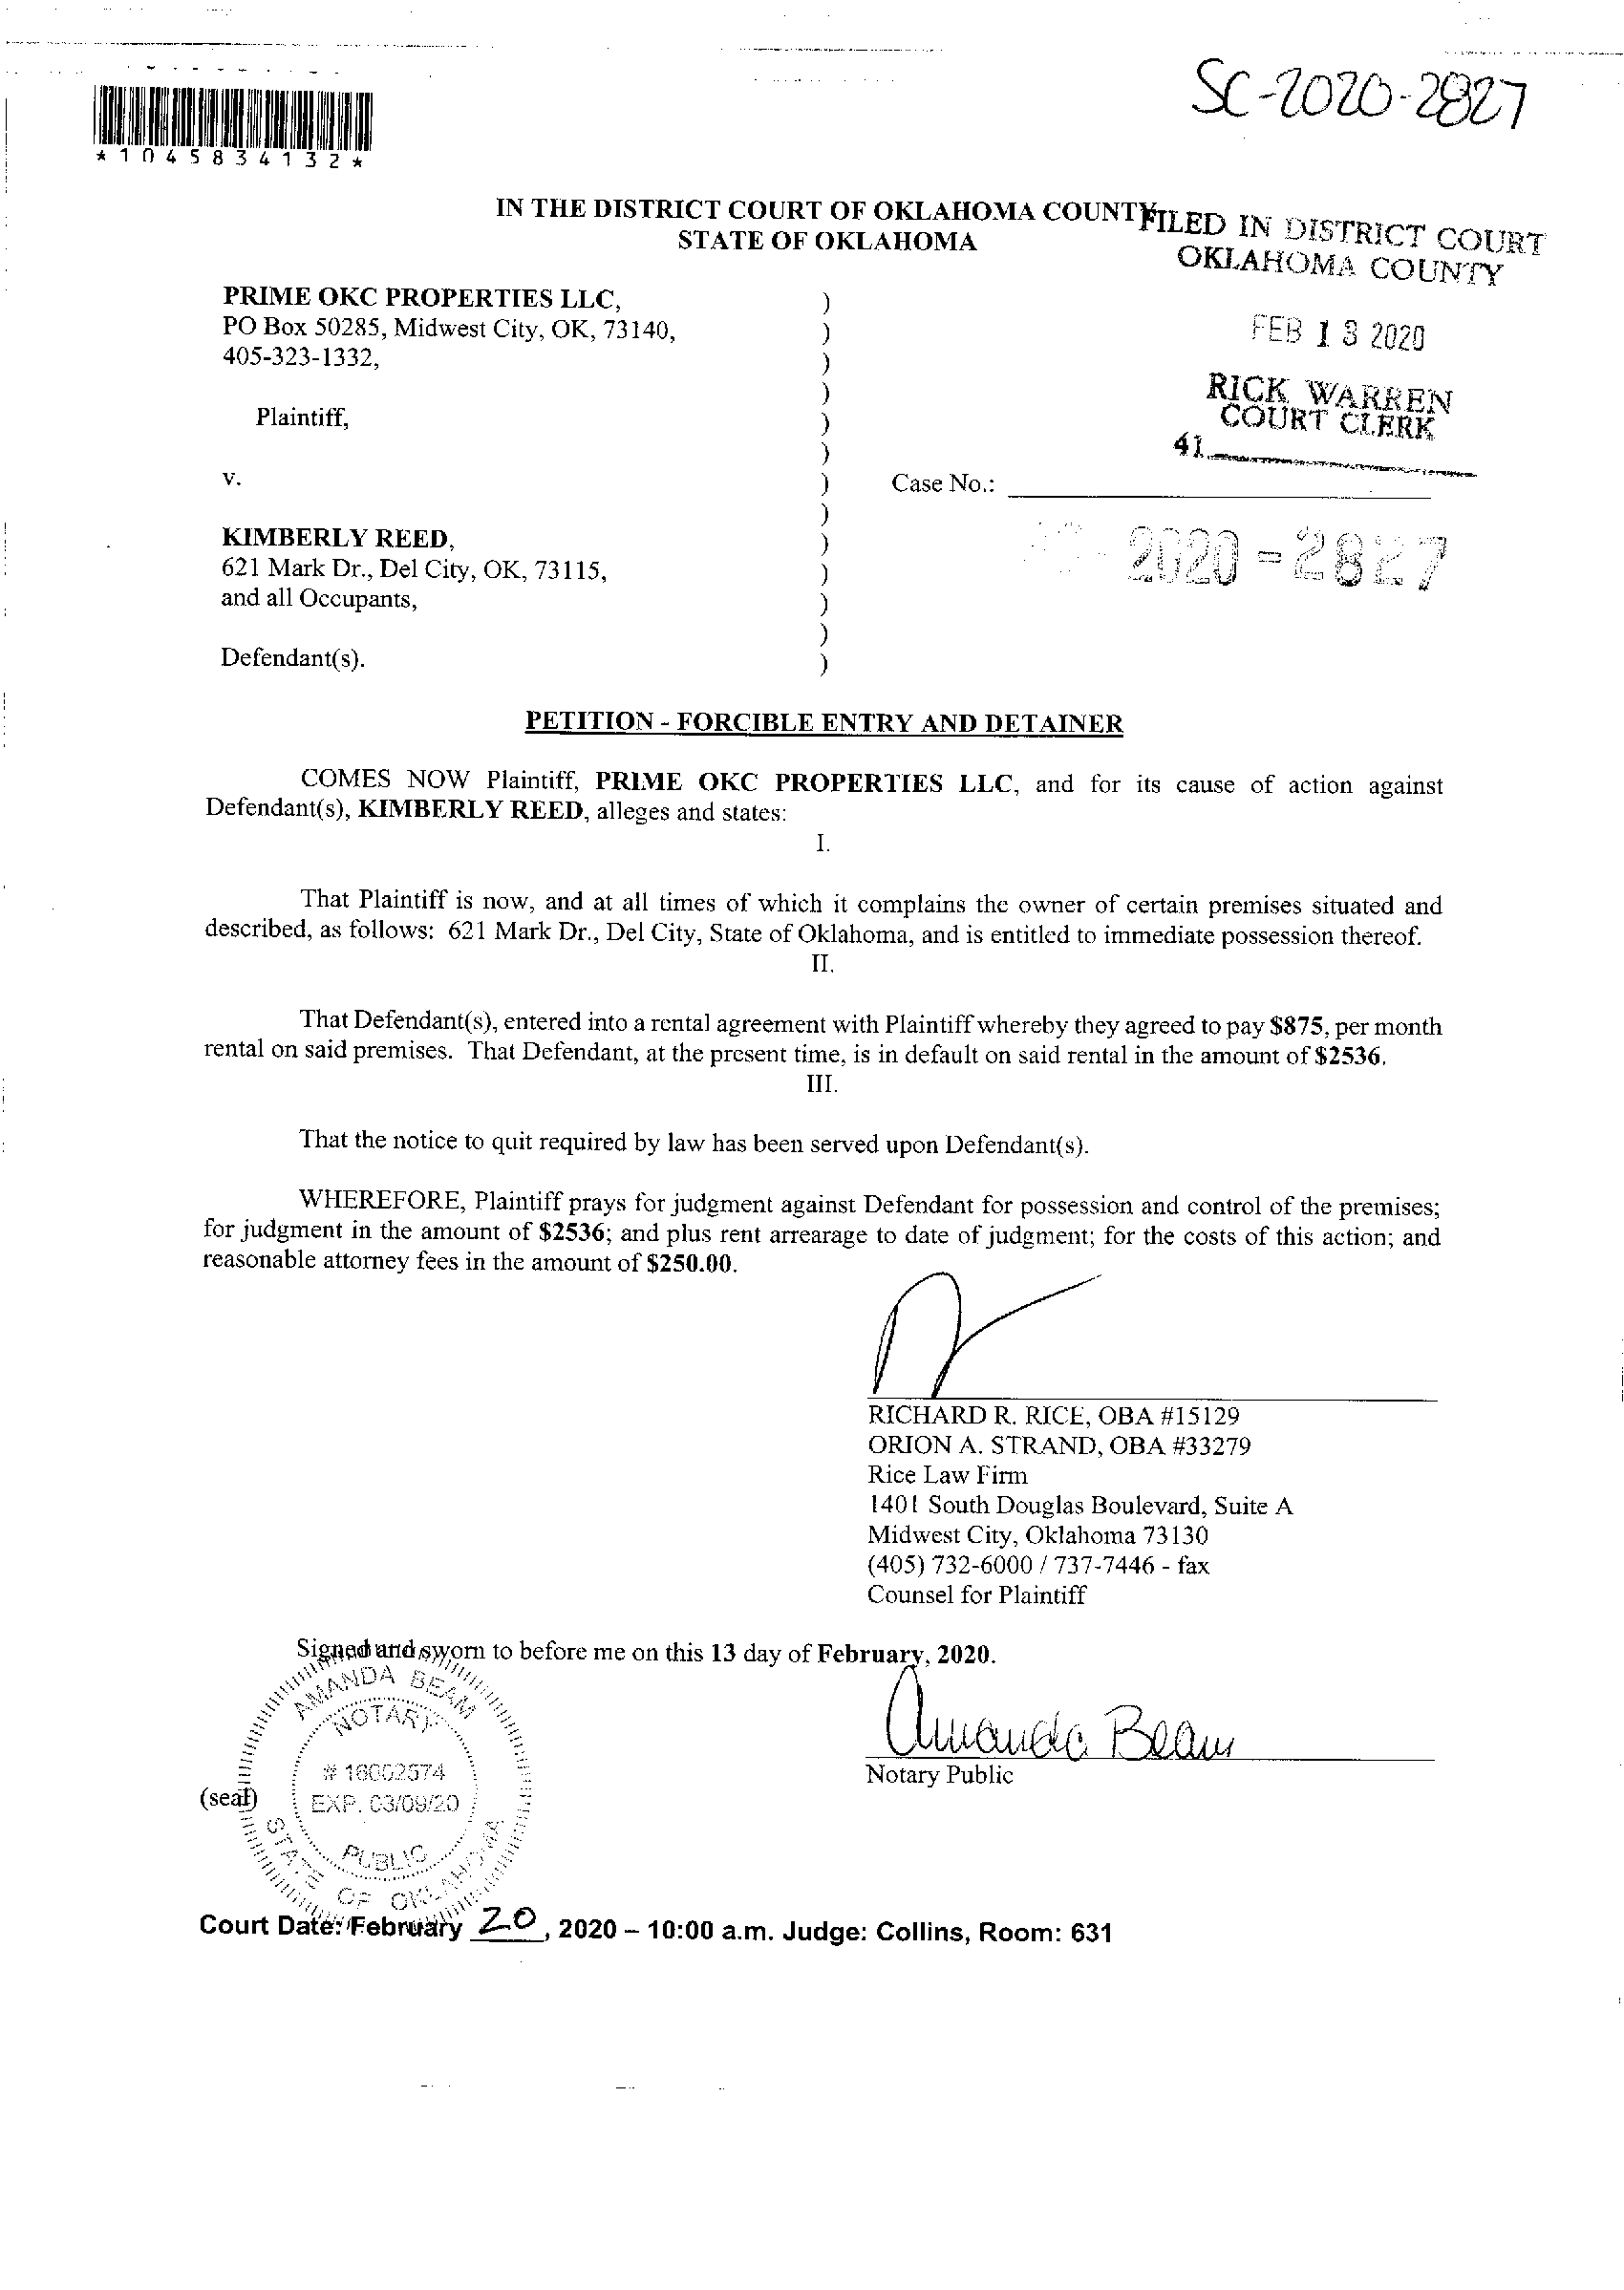 SC-2020-2827
*1045834132*
IN THE DISTRICT COURT OF OKLAHOMA COUNTY
STATE OF OKLAHOMA
FILED IN DISTRICT COURT
OKLAHOMA COUNTY
FEB 13 2020
RICK WARREN
COURT CLERK
41
PRIME OKC PROPERTIES LLC, )
PO Box 50285, Midwest City, OK, 73140, )
405-323-1332, )
)
Plaintiff, )
)
v. ) Case No.:
)
KIMBERLY REED, )
621 Mark Dr., Del City, OK, 73115, )
and all Occupants, )
)
Defendant(s). )
2020-2827
PETITION - FORCIBLE ENTRY AND DETAINER
COMES NOW Plaintiff, PRIME OKC PROPERTIES LLC, and for its cause of action against
Defendant(s), KIMBERLY REED, alleges and states:
I.
That Plaintiff is now, and at all times of which it complains the owner of certain premises situated and
described, as follows: 621 Mark Dr., Del City, State of Oklahoma, and is entitled to immediate possession thereof.
II.
That Defendant(s), entered into a rental agreement with Plaintiff whereby they agreed to pay $875, per month
rental on said premises. That Defendant, at the present time, is in default on said rental in the amount of $2536.
III.
That the notice to quit required by law has been served upon Defendant(s).
WHEREFORE, Plaintiff prays for judgment against Defendant for possession and control of the premises;
for judgment in the amount of $2536; and plus rent arrearage to date of judgment; for the costs of this action; and
reasonable attorney fees in the amount of $250.00.
RICHARD R. RICE, OBA #15129
ORION A. STRAND, OBA #33279
Rice Law Firm
1401 South Douglas Boulevard, Suite A
Midwest City, Oklahoma 73130
(405) 732-6000 / 737-7446 - fax
Counsel for Plaintiff
Signed and sworn to before me on this 13 day of February, 2020.
Amanda Beam
Notary Public
(seal)
AMANDA BEAM
NOTARY
# 16002574
EXP. 03/09/20
PUBLIC
STATE OF OKLAHOMA
Court Date: February 20, 2020 – 10:00 a.m. Judge: Collins, Room: 631